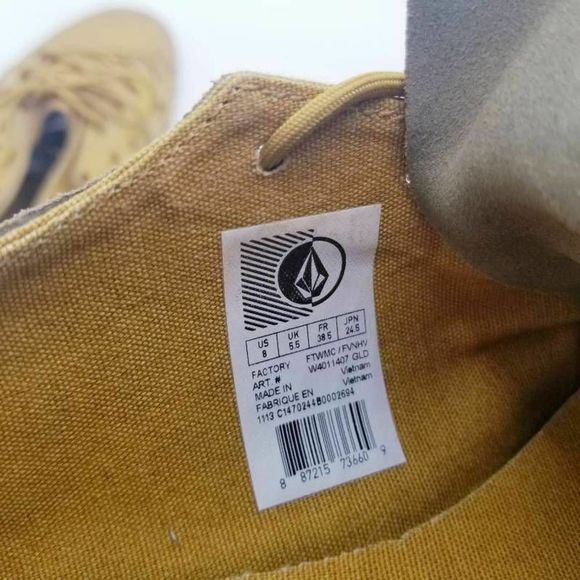 US UK FR JPN
8 5.5 38.5 24.5
FACTORY FTWMC / FVNHV
ART. # W4011407 GLD
MADE IN Vietnam
FABRIQUE EN Vietnam
1113 C1470244B0002694
8 87215 73660 9